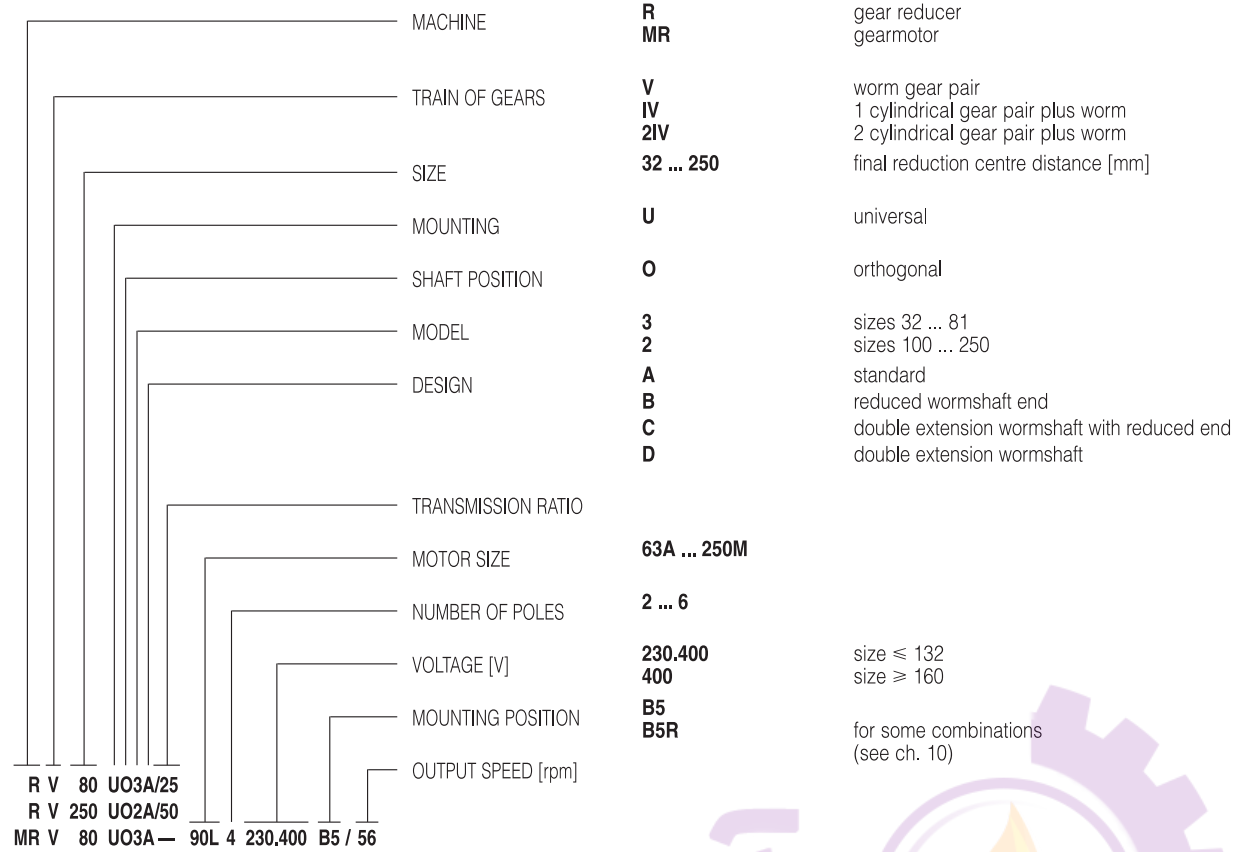 MACHINE R gear reducer
MR gearmotor
TRAIN OF GEARS V worm gear pair
IV 1 cylindrical gear pair plus worm
2IV 2 cylindrical gear pair plus worm
SIZE 32 ... 250 final reduction centre distance [mm]
MOUNTING U universal
SHAFT POSITION O orthogonal
MODEL 3 sizes 32 ... 81
2 sizes 100 ... 250
DESIGN A standard
B reduced wormshaft end
C double extension wormshaft with reduced end
D double extension wormshaft
TRANSMISSION RATIO
MOTOR SIZE 63A ... 250M
NUMBER OF POLES 2 ... 6
VOLTAGE [V] 230.400 size ⩽ 132
400 size ⩾ 160
MOUNTING POSITION B5
B5R for some combinations
(see ch. 10)
OUTPUT SPEED [rpm]
R V 80 UO3A/25
R V 250 UO2A/50
MR V 80 UO3A — 90L 4 230.400 B5 / 56